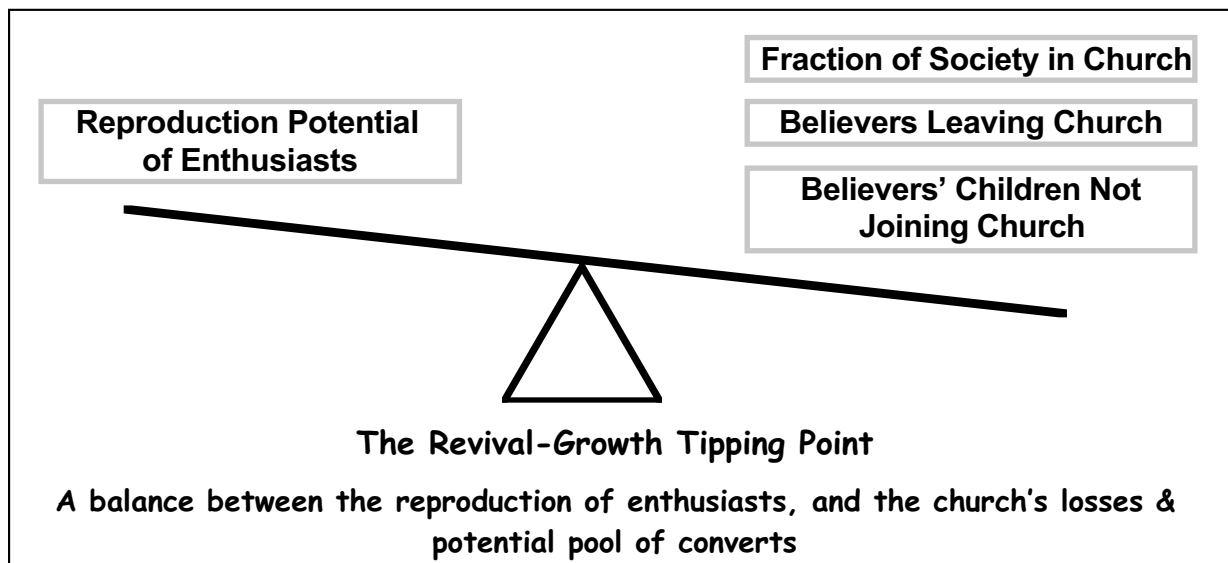 Fraction of Society in Church
Reproduction Potential
of Enthusiasts
Believers Leaving Church
Believers’ Children Not
Joining Church
The Revival-Growth Tipping Point
A balance between the reproduction of enthusiasts, and the church’s losses &
potential pool of converts